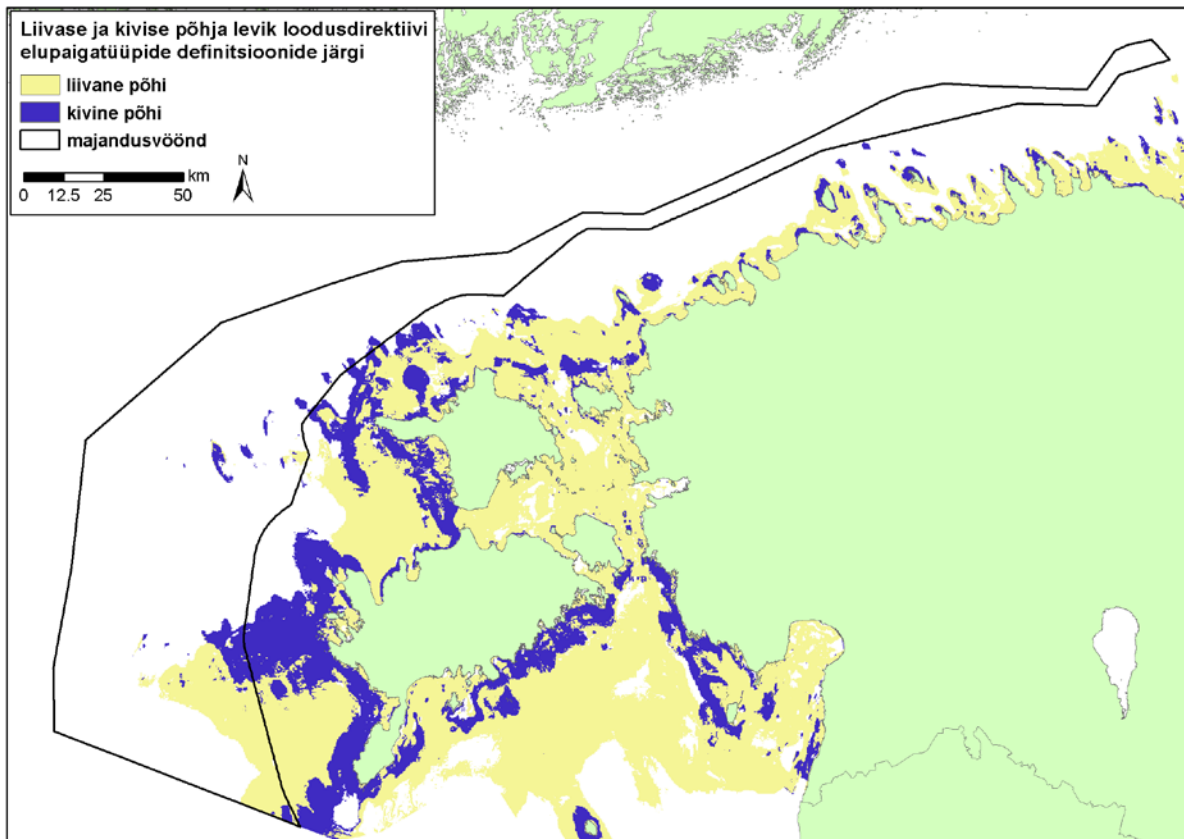 Liivase ja kivise põhja levik loodusdirektiivi
elupaigatüüpide definitsioonide järgi
liivane põhi
kivine põhi
majandusvöönd
km
N
0 12.5 25 50